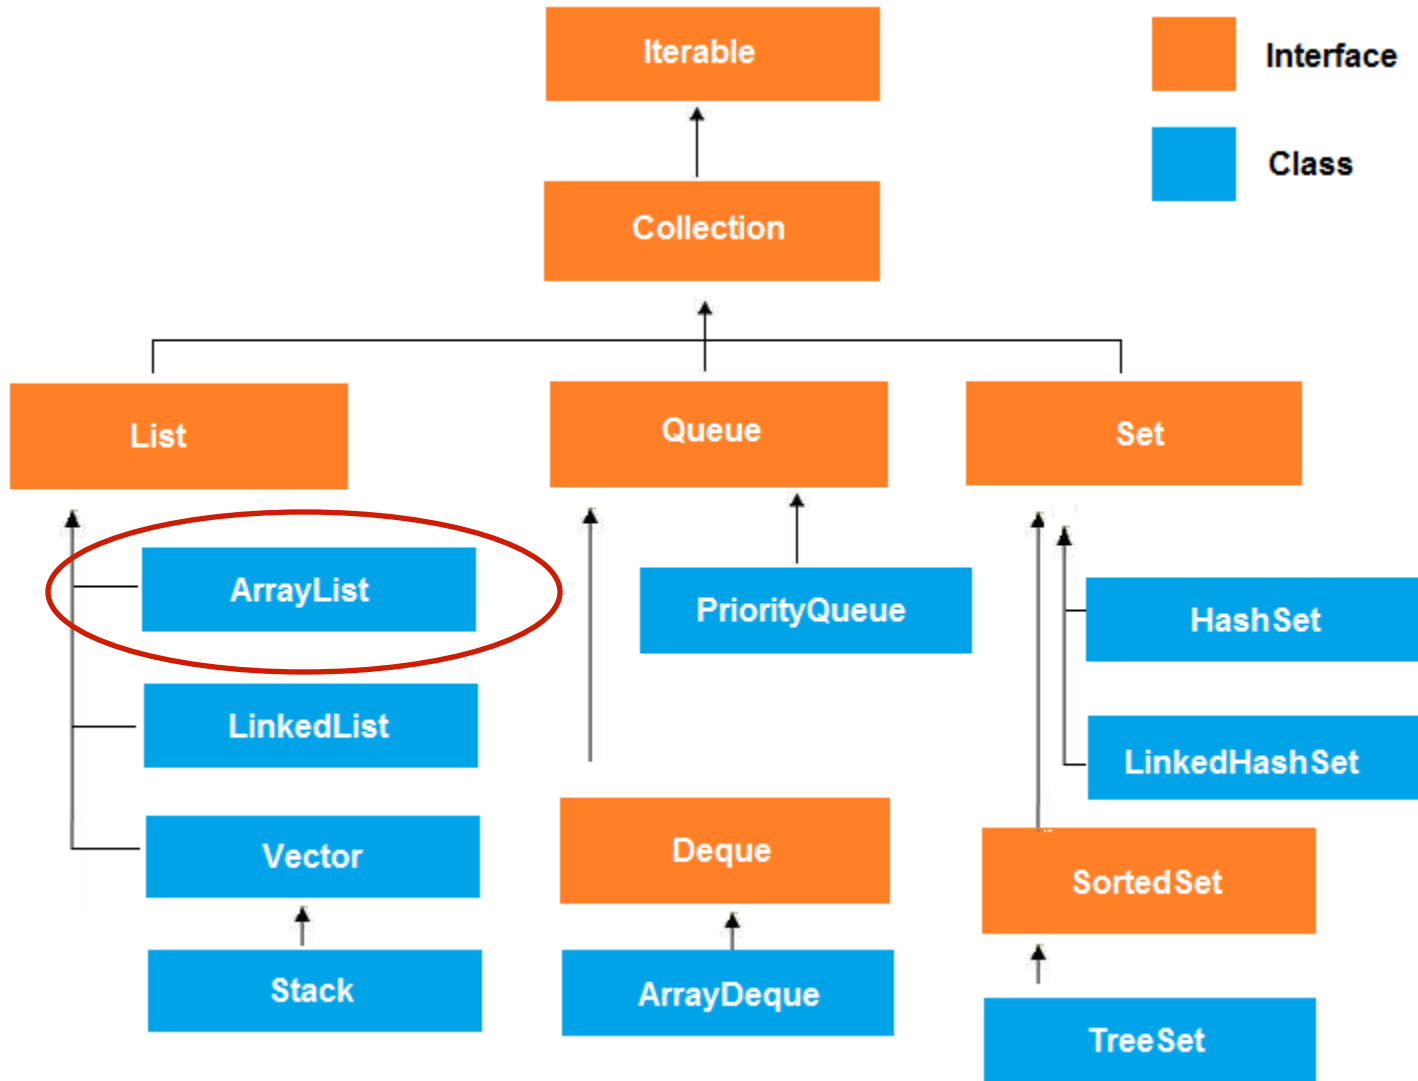 Iterable
Interface
Class
Collection
List
Queue
Set
ArrayList
PriorityQueue
HashSet
LinkedList
LinkedHashSet
Vector
Deque
SortedSet
Stack
ArrayDeque
TreeSet